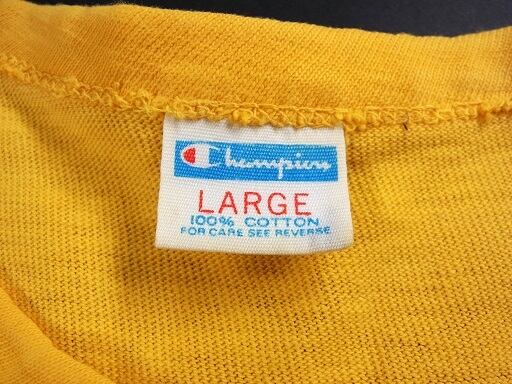 Champion
LARGE
100% COTTON
FOR CARE SEE REVERSE